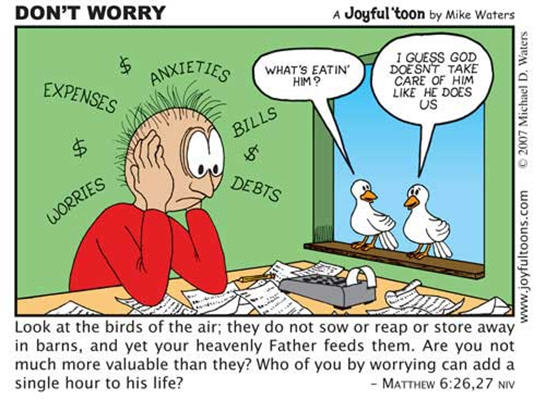 DON'T WORRY
A Joyful 'toon by Mike Waters
EXPENSES
$
ANXIETIES
$
WORRIES
BILLS
$
DEBTS
WHAT'S EATIN'
HIM?
I GUESS GOD
DOESN'T TAKE
CARE OF HIM
LIKE HE DOES
US
www.joyfultoons.com © 2007 Michael D. Waters
Look at the birds of the air; they do not sow or reap or store away
in barns, and yet your heavenly Father feeds them. Are you not
much more valuable than they? Who of you by worrying can add a
single hour to his life?
– MATTHEW 6:26,27 NIV